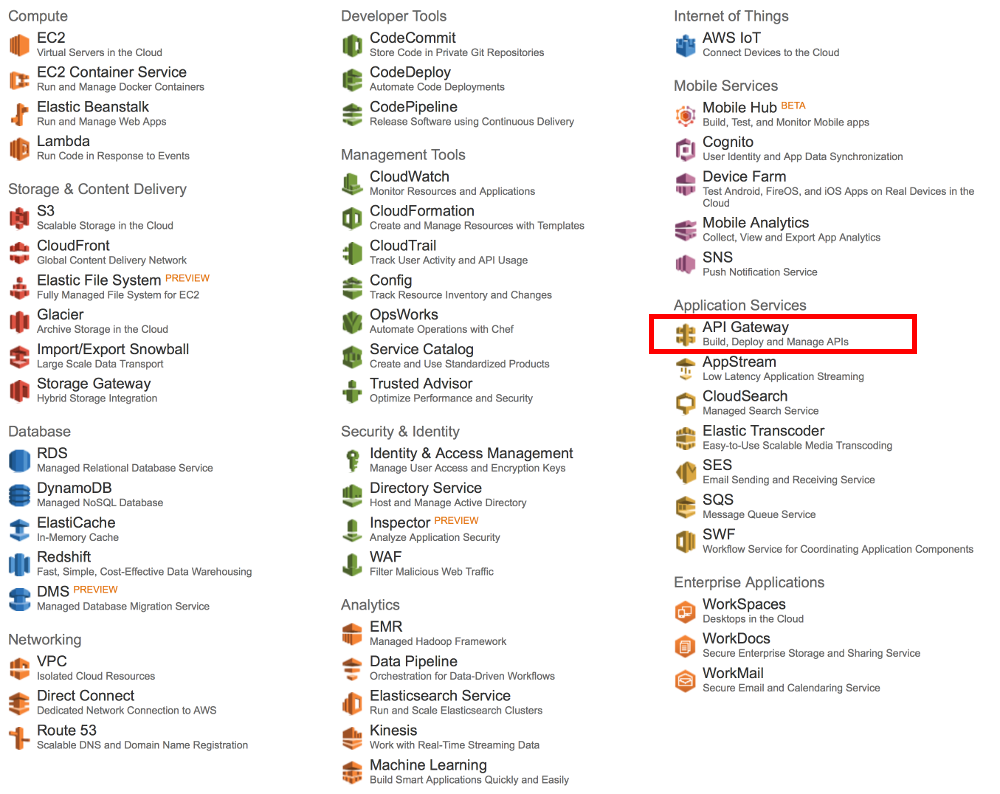 Compute
EC2
Virtual Servers in the Cloud
EC2 Container Service
Run and Manage Docker Containers
Elastic Beanstalk
Run and Manage Web Apps
Lambda
Run Code in Response to Events
Storage & Content Delivery
S3
Scalable Storage in the Cloud
CloudFront
Global Content Delivery Network
Elastic File System PREVIEW
Fully Managed File System for EC2
Glacier
Archive Storage in the Cloud
Import/Export Snowball
Large Scale Data Transport
Storage Gateway
Hybrid Storage Integration
Database
RDS
Managed Relational Database Service
DynamoDB
Managed NoSQL Database
ElastiCache
In-Memory Cache
Redshift
Fast, Simple, Cost-Effective Data Warehousing
DMS PREVIEW
Managed Database Migration Service
Networking
VPC
Isolated Cloud Resources
Direct Connect
Dedicated Network Connection to AWS
Route 53
Scalable DNS and Domain Name Registration
Developer Tools
CodeCommit
Store Code in Private Git Repositories
CodeDeploy
Automate Code Deployments
CodePipeline
Release Software using Continuous Delivery
Management Tools
CloudWatch
Monitor Resources and Applications
CloudFormation
Create and Manage Resources with Templates
CloudTrail
Track User Activity and API Usage
Config
Track Resource Inventory and Changes
OpsWorks
Automate Operations with Chef
Service Catalog
Create and Use Standardized Products
Trusted Advisor
Optimize Performance and Security
Security & Identity
Identity & Access Management
Manage User Access and Encryption Keys
Directory Service
Host and Manage Active Directory
Inspector PREVIEW
Analyze Application Security
WAF
Filter Malicious Web Traffic
Analytics
EMR
Managed Hadoop Framework
Data Pipeline
Orchestration for Data-Driven Workflows
Elasticsearch Service
Run and Scale Elasticsearch Clusters
Kinesis
Work with Real-Time Streaming Data
Machine Learning
Build Smart Applications Quickly and Easily
Internet of Things
AWS IoT
Connect Devices to the Cloud
Mobile Services
Mobile Hub BETA
Build, Test, and Monitor Mobile apps
Cognito
User Identity and App Data Synchronization
Device Farm
Test Android, FireOS, and iOS Apps on Real Devices in the
Cloud
Mobile Analytics
Collect, View and Export App Analytics
SNS
Push Notification Service
Application Services
API Gateway
Build, Deploy and Manage APIs
AppStream
Low Latency Application Streaming
CloudSearch
Managed Search Service
Elastic Transcoder
Easy-to-Use Scalable Media Transcoding
SES
Email Sending and Receiving Service
SQS
Message Queue Service
SWF
Workflow Service for Coordinating Application Components
Enterprise Applications
WorkSpaces
Desktops in the Cloud
WorkDocs
Secure Enterprise Storage and Sharing Service
WorkMail
Secure Email and Calendaring Service